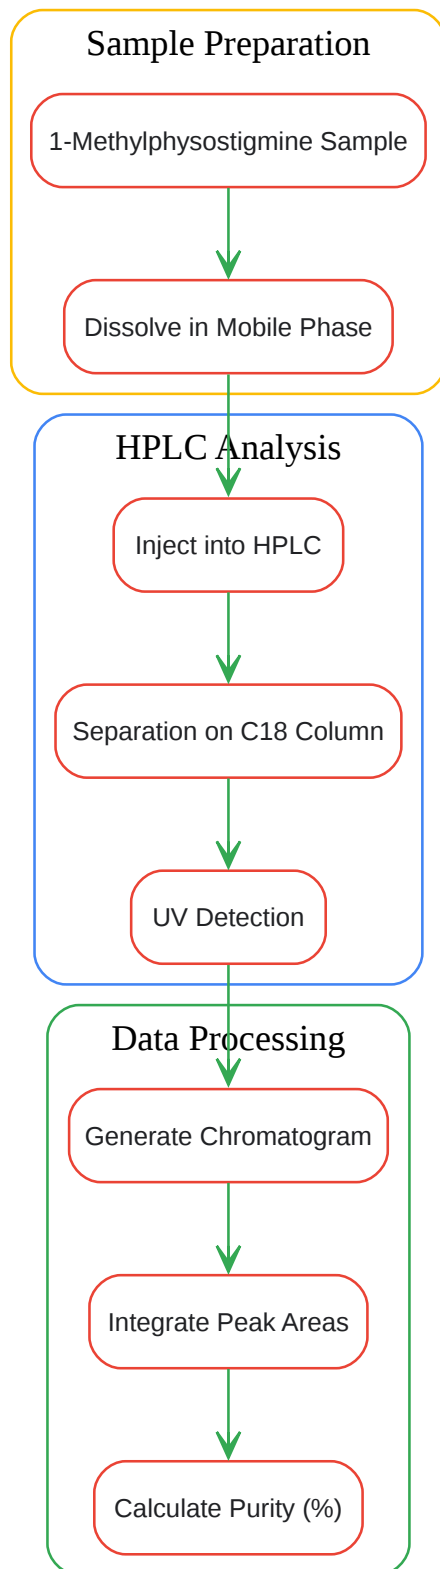 Sample Preparation
1-Methylphysostigmine Sample
Dissolve in Mobile Phase
HPLC Analysis
Inject into HPLC
Separation on C18 Column
UV Detection
Data Processing
Generate Chromatogram
Integrate Peak Areas
Calculate Purity (%)